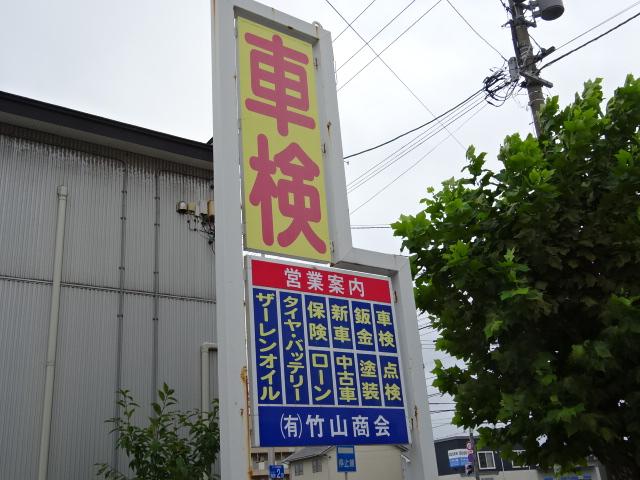 車検
営業案内
車検 点検
鈑金 塗装
新車 中古車
保険 ローン
タイヤ・バッテリー
ザーレンオイル
㈲竹山商会